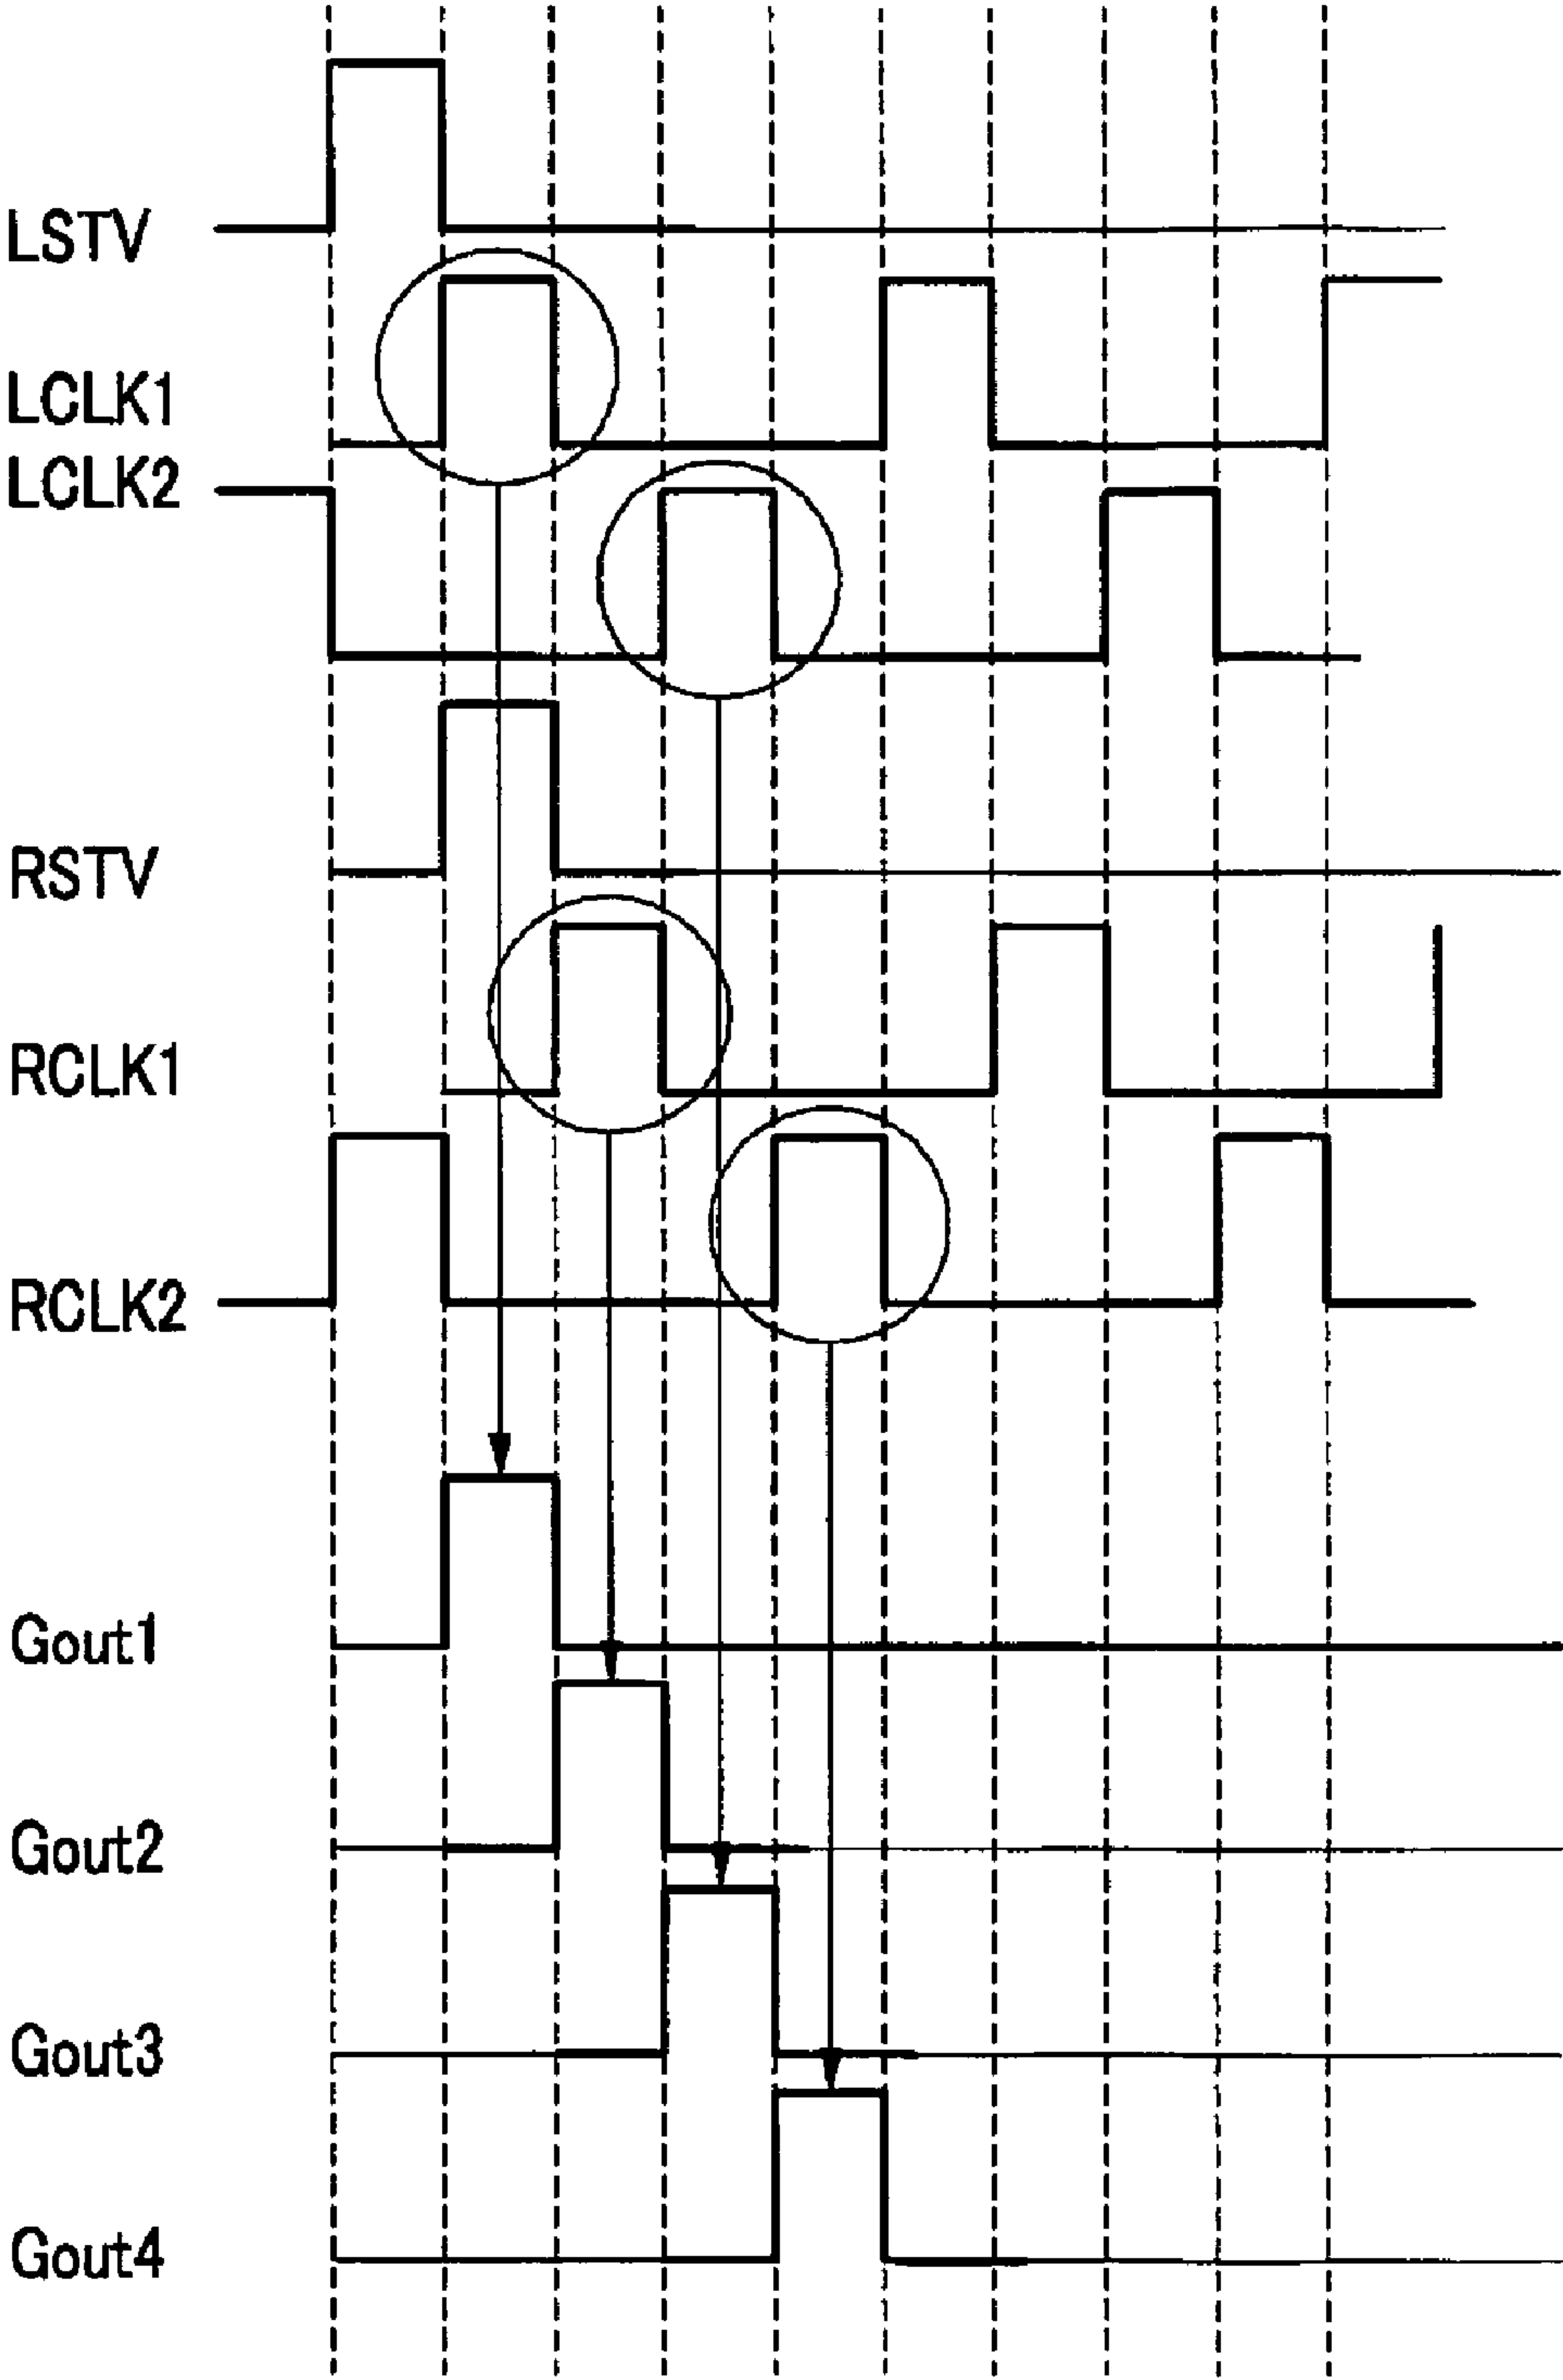 LSTV
LCLK1
LCLK2
RSTV
RCLK1
RCLK2
Gout1
Gout2
Gout3
Gout4